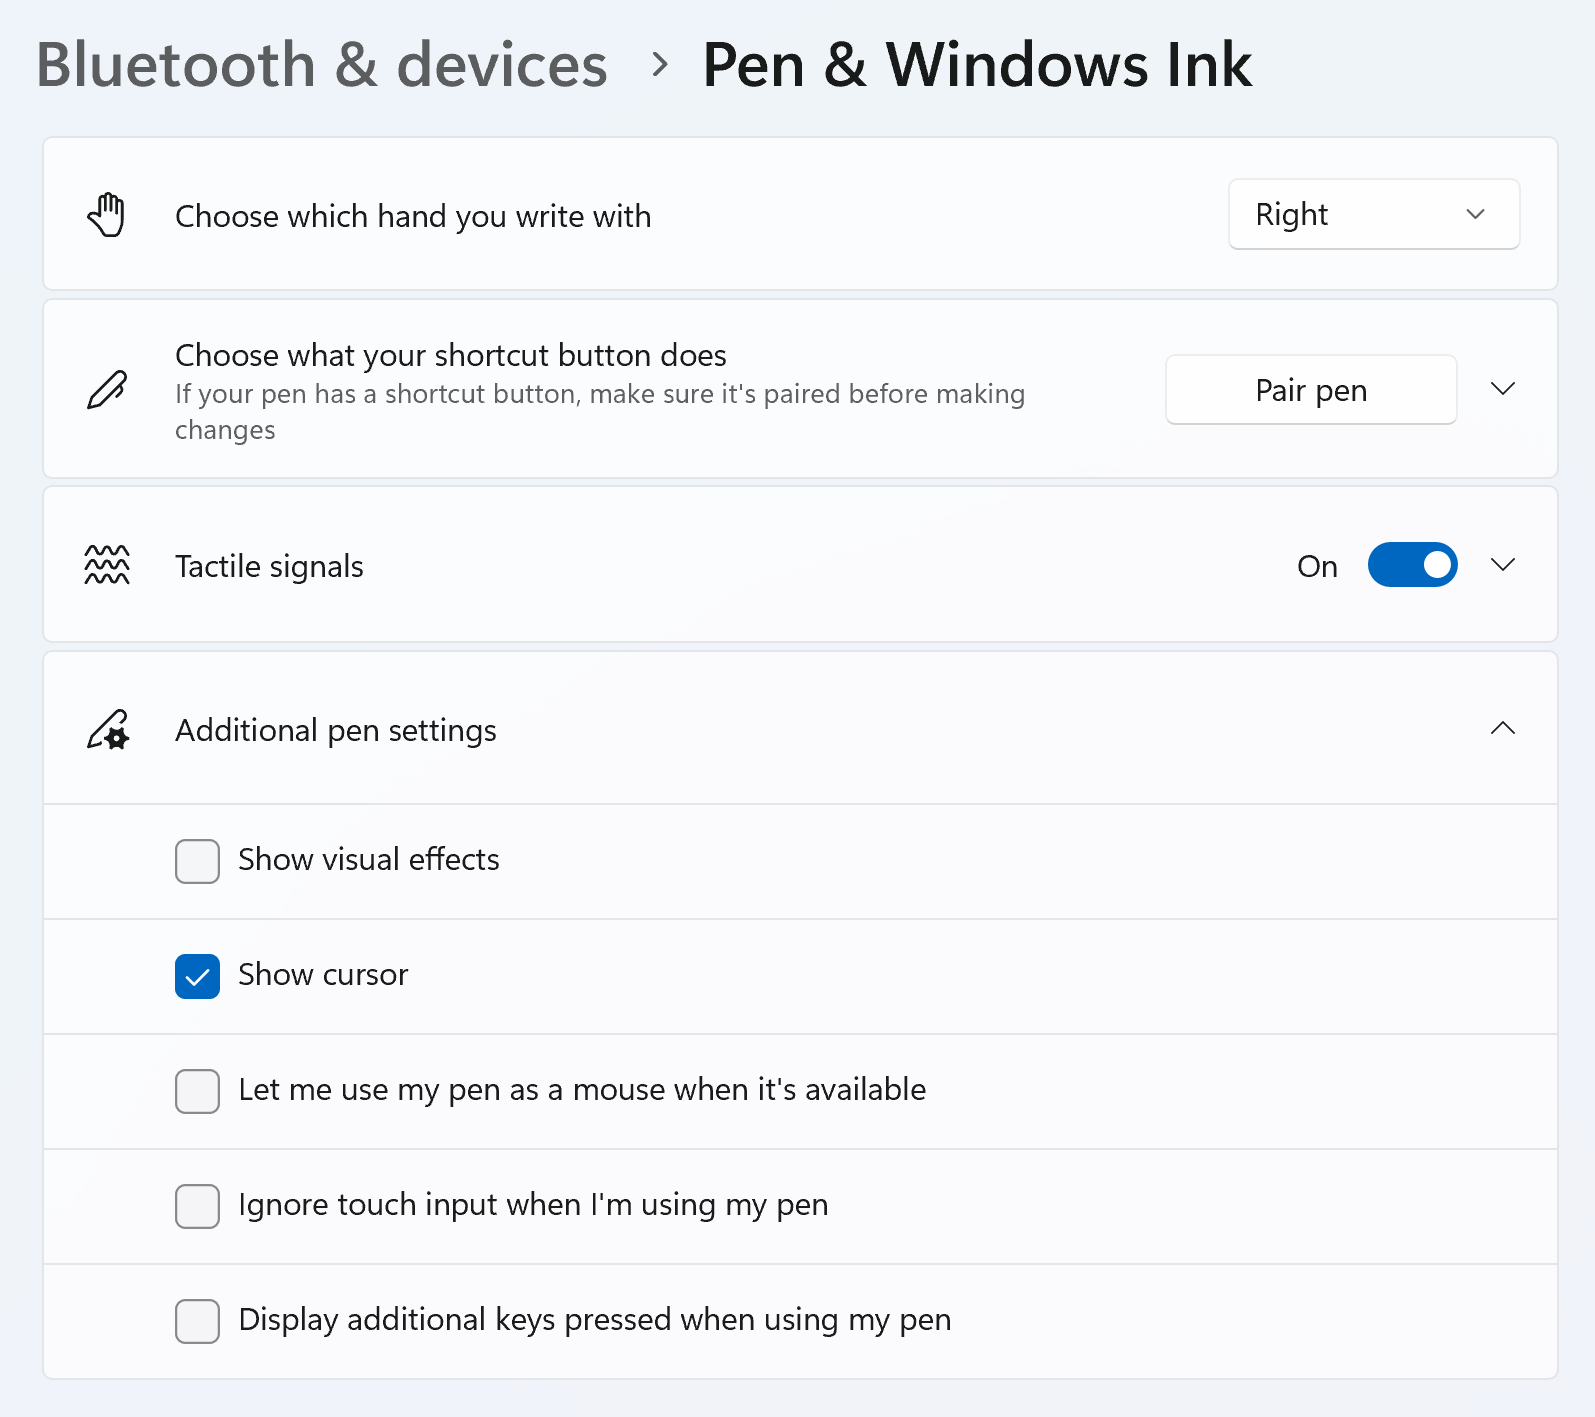 Bluetooth & devices > Pen & Windows Ink
Choose which hand you write with
Right
Choose what your shortcut button does
If your pen has a shortcut button, make sure it's paired before making
changes
Pair pen
Tactile signals
On
Additional pen settings
Show visual effects
Show cursor
Let me use my pen as a mouse when it's available
Ignore touch input when I'm using my pen
Display additional keys pressed when using my pen